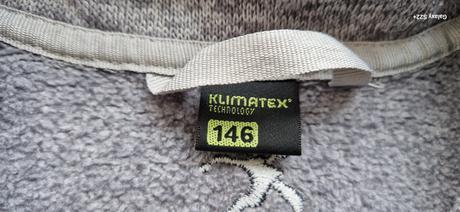 Galaxy S22+
KLIMATEX®
TECHNOLOGY
146